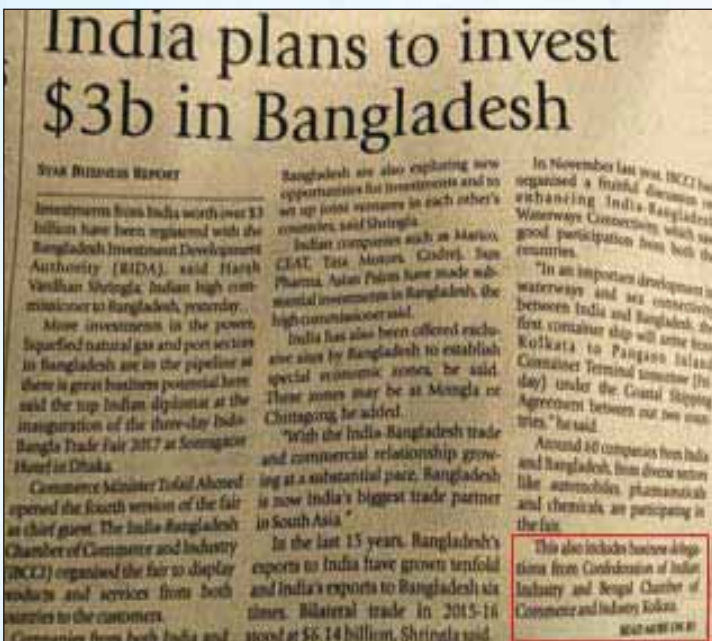 India plans to invest
$3b in Bangladesh
STAR BUSINESS REPORT
Investments from India worth over $3
billion have been registered with the
Bangladesh Investment Development
Authority (BIDA), said Harsh
Vardhan Shringla, Indian high com-
missioner to Bangladesh, yesterday.
More investments in the power,
liquefied natural gas and port sectors
in Bangladesh are in the pipeline as
there is great business potential here,
said the top Indian diplomat at the
inauguration of the three-day Indo-
Bangla Trade Fair 2017 at Sonargaon
Hotel in Dhaka.
Commerce Minister Tofail Ahmed
opened the fourth version of the fair
as chief guest. The India-Bangladesh
Chamber of Commerce and Industry
(IBCCI) organised the fair to display
products and services from both
countries to the customers.
Companies from both India and
Bangladesh are also exploring new
opportunities for investments and to
set up joint ventures in each other's
countries, said Shringla.
Indian companies such as Marico,
CEAT, Tata Motors, Godrej, Sun
Pharma, Asian Paints have made sub-
stantial investments in Bangladesh, the
high commissioner said.
India has also been offered exclu-
sive sites by Bangladesh to establish
special economic zones, he said.
These zones may be at Mongla or
Chittagong, he added.
"With the India-Bangladesh trade
and commercial relationship grow-
ing at a substantial pace, Bangladesh
is now India's biggest trade partner
in South Asia."
In the last 15 years, Bangladesh's
exports to India have grown tenfold
and India's exports to Bangladesh six
times. Bilateral trade in 2015-16
stood at $6.14 billion, Shringla said.
In November last year, IBCCI had
organised a fruitful discussion on
enhancing India-Bangladesh
Waterways Connectivity, which saw
good participation from both the
countries.
"In an important development in
waterways and sea connectivity
between India and Bangladesh, the
first container ship will arrive from
Kolkata to Pangaon Island
Container Terminal tomorrow (
day) under the Coastal Shipping
Agreement between our two coun-
tries," he said.
Around 60 companies from India
and Bangladesh, from diverse sectors
like automobiles, pharmaceuticals
and chemicals, are participating in
the fair.
This also includes business delega-
tions from Confederation of Indian
Industry and Bengal Chamber of
Commerce and Industry, Kolkata.
READ MORE ON B3